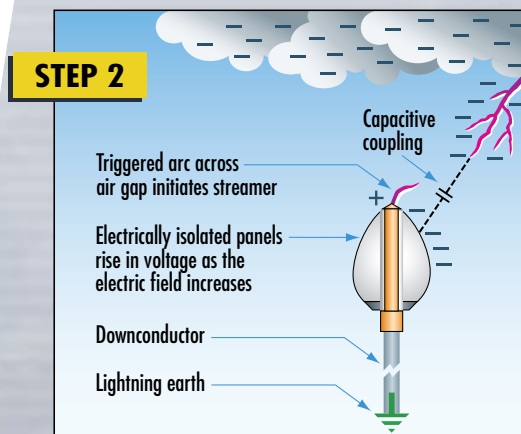 STEP 2
Capacitive
coupling
Triggered arc across
air gap initiates streamer
+
Electrically isolated panels
rise in voltage as the
electric field increases
Downconductor
Lightning earth